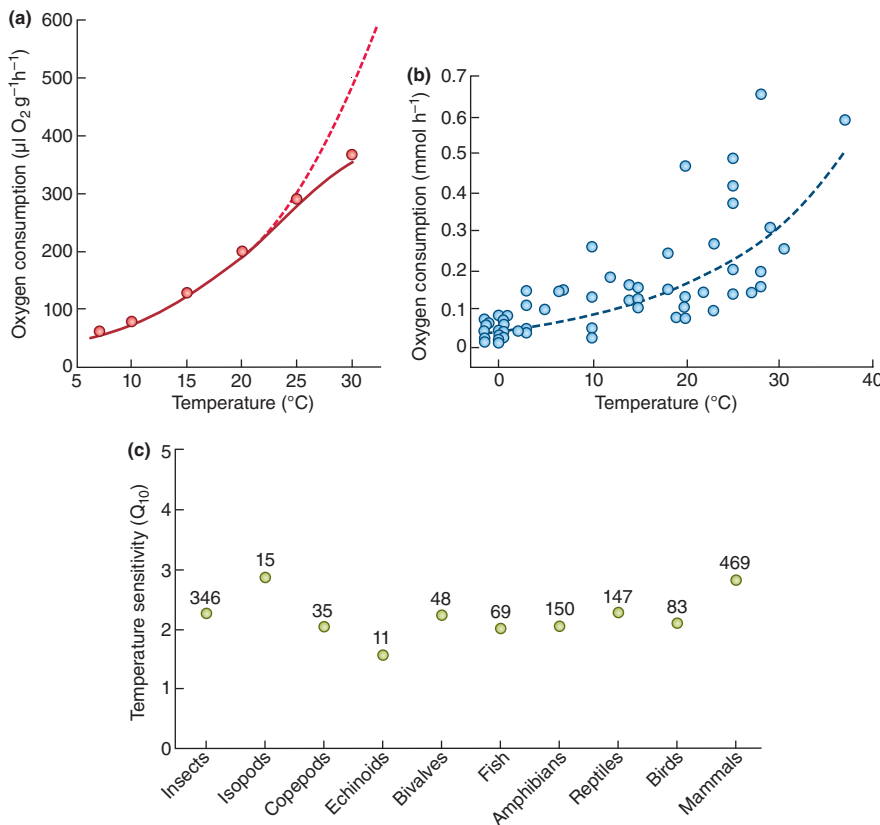 (a)
600
500
400
300
200
100
0
Oxygen consumption (µl O₂ g⁻¹h⁻¹)
5
10
15
20
25
30
Temperature (°C)
(b)
0.7
0.6
0.5
0.4
0.3
0.2
0.1
0
Oxygen consumption (mmol h⁻¹)
0
10
20
30
40
Temperature (°C)
(c)
5
4
3
2
1
0
Temperature sensitivity (Q₁₀)
346
15
35
11
48
69
150
147
83
469
Insects
Isopods
Copepods
Echinoids
Bivalves
Fish
Amphibians
Reptiles
Birds
Mammals